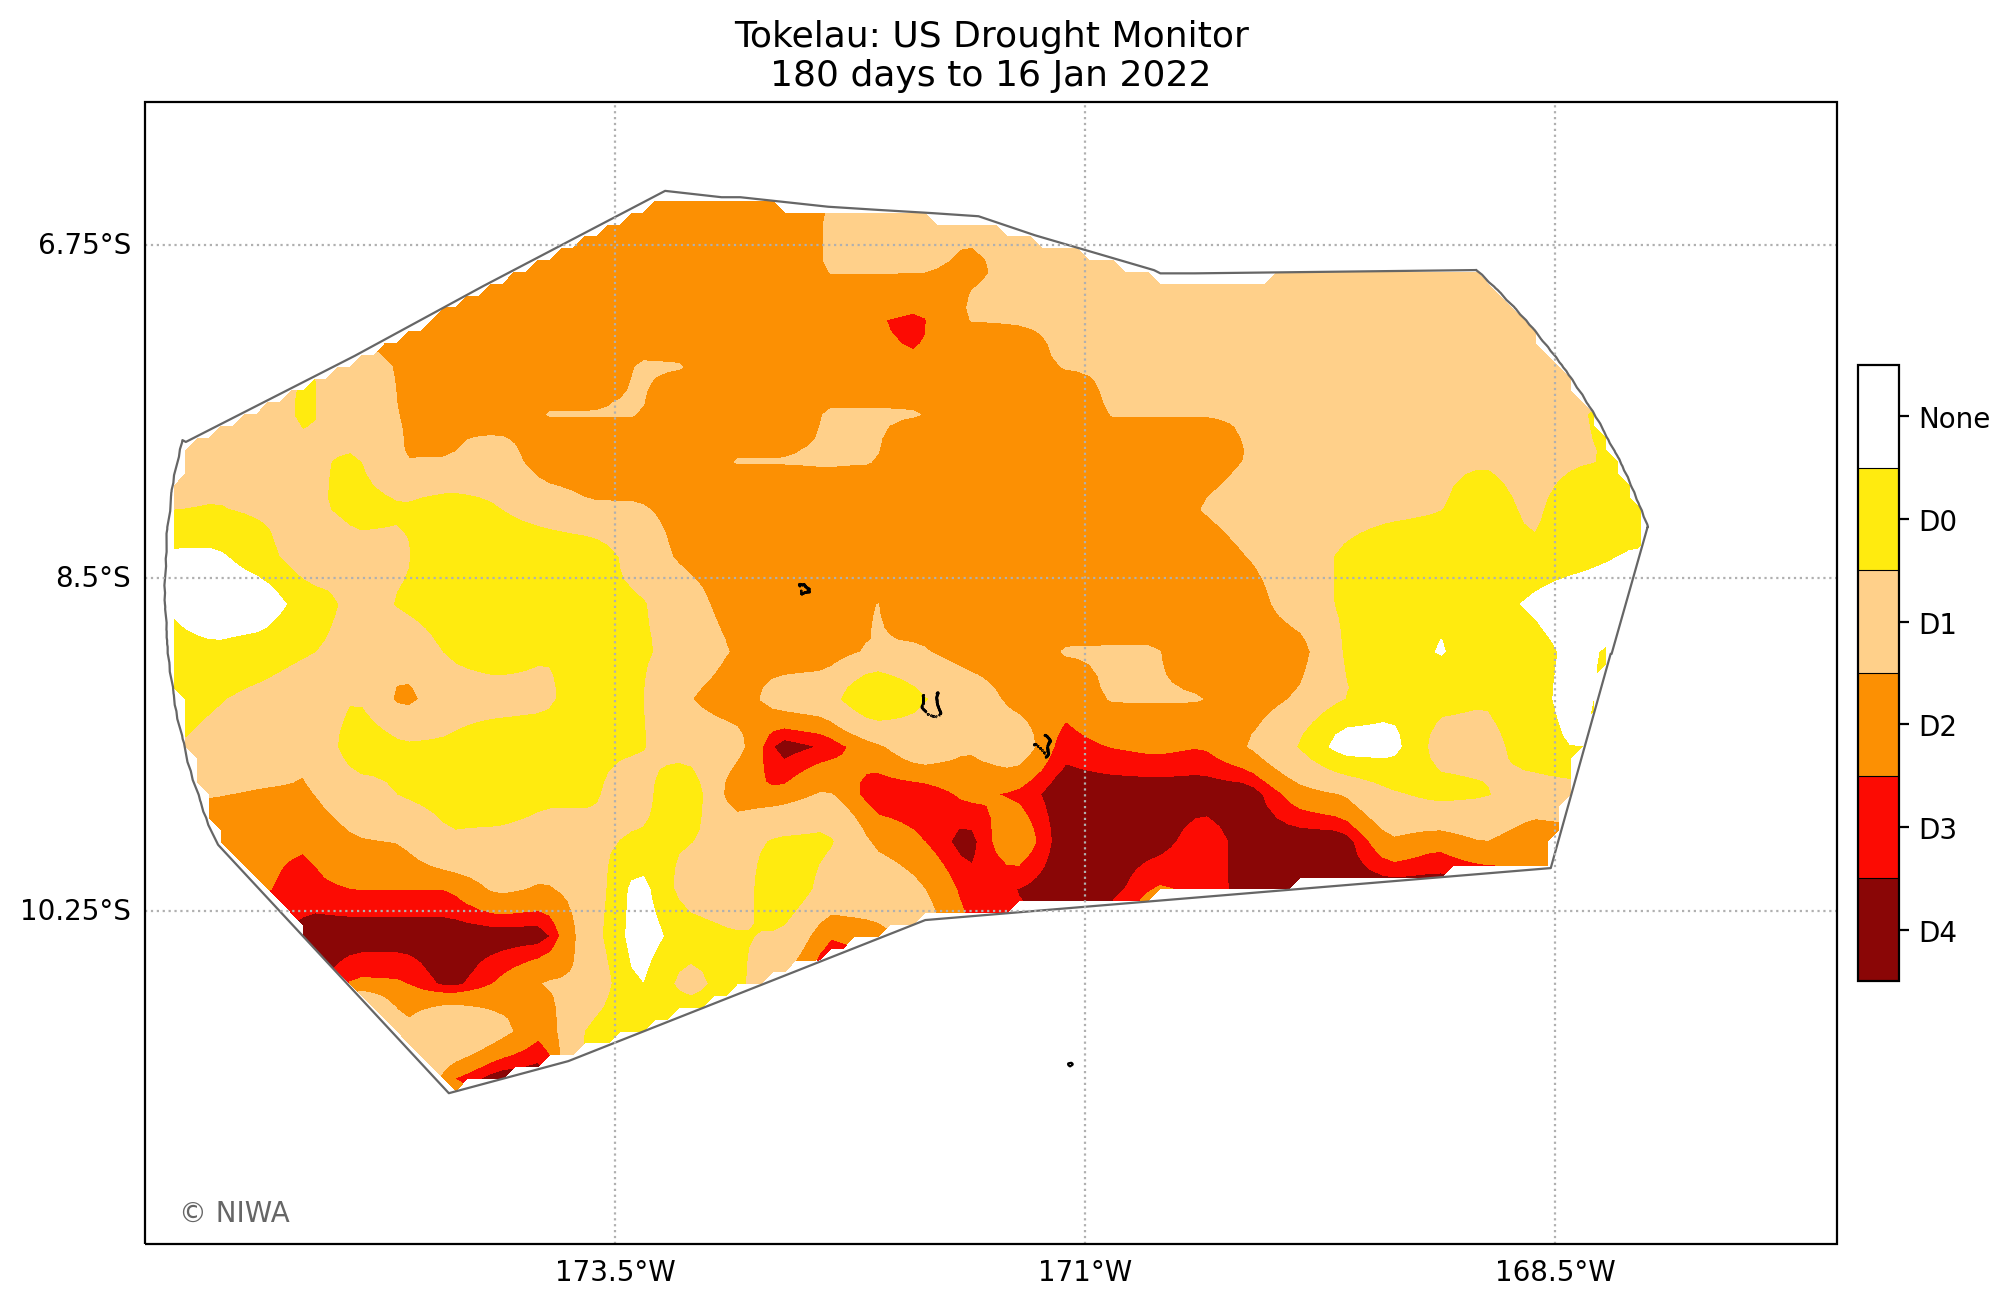 Tokelau: US Drought Monitor
180 days to 16 Jan 2022
6.75°S
8.5°S
10.25°S
173.5°W
171°W
168.5°W
None
D0
D1
D2
D3
D4
© NIWA